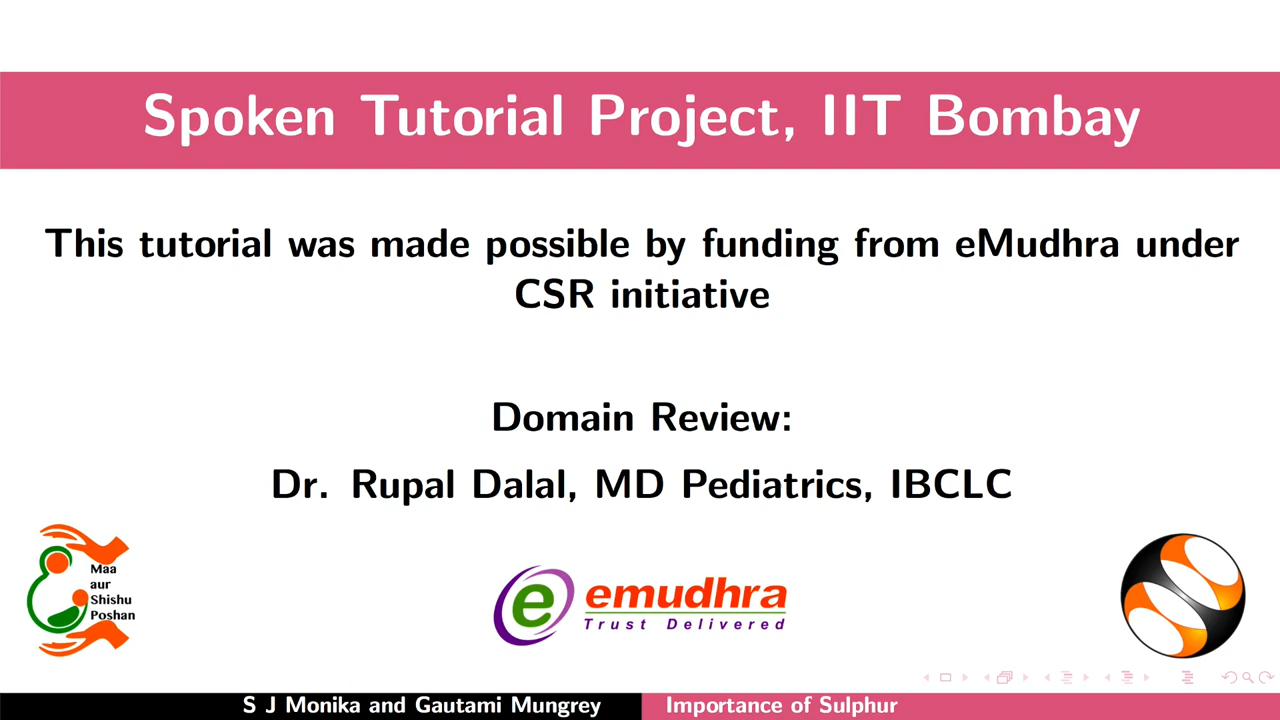 Spoken Tutorial Project, IIT Bombay
This tutorial was made possible by funding from eMudhra under
CSR initiative
Domain Review:
Dr. Rupal Dalal, MD Pediatrics, IBCLC
Maa
aur
Shishu
Poshan
e emudhra
Trust Delivered
S J Monika and Gautami Mungrey
Importance of Sulphur